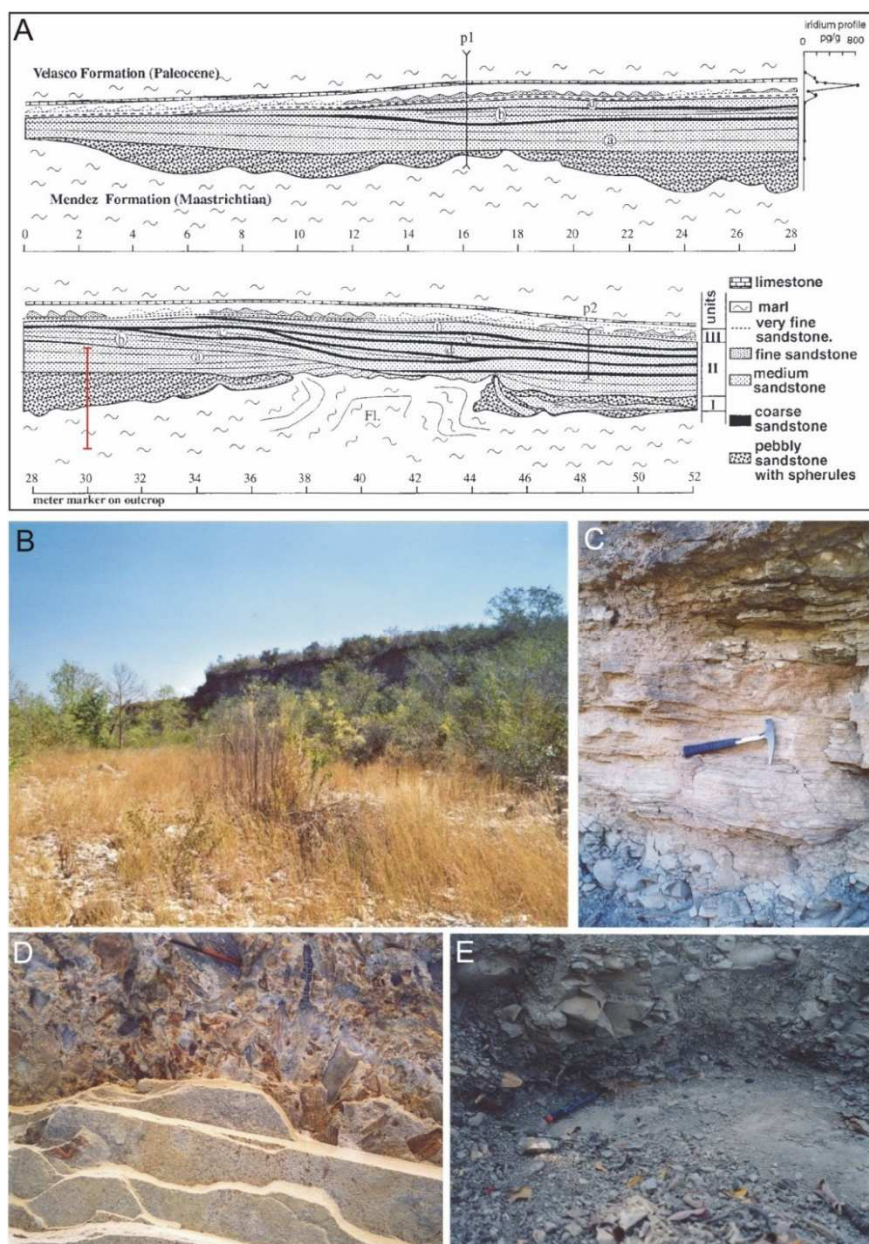 A
p1
iridium profile
pg/g
0 800
Velasco Formation (Paleocene)
b
a
Mendez Formation (Maastrichtian)
0 2 4 6 8 10 12 14 16 18 20 22 24 26 28
p2
b
a
c
d
e
Fl.
units
III
II
I
limestone
marl
very fine
sandstone.
fine sandstone
medium
sandstone
coarse
sandstone
pebbly
sandstone
with spherules
28 30 32 34 36 38 40 42 44 46 48 50 52
meter marker on outcrop
B
C
D
E